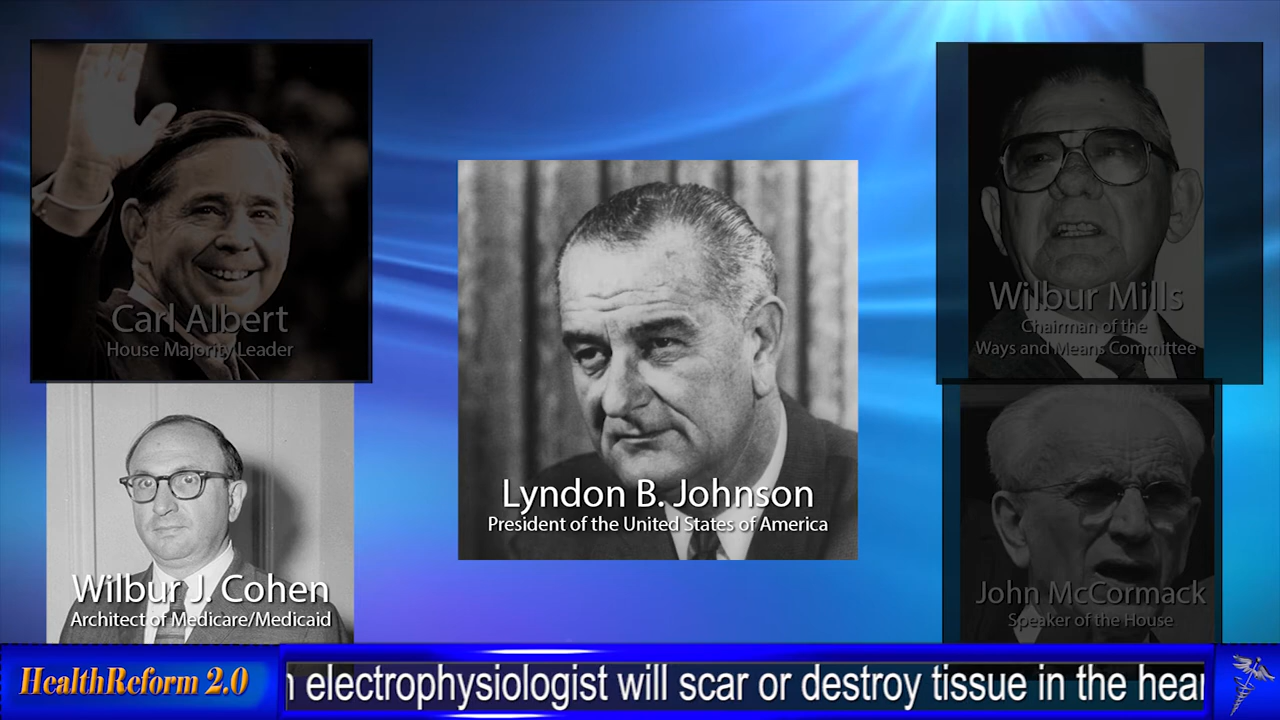 Carl Albert
House Majority Leader
Wilbur Mills
Chairman of the
Ways and Means Committee
Lyndon B. Johnson
President of the United States of America
Wilbur J. Cohen
Architect of Medicare/Medicaid
John McCormack
Speaker of the House
HealthReform 2.0
electrophysiologist will scar or destroy tissue in the